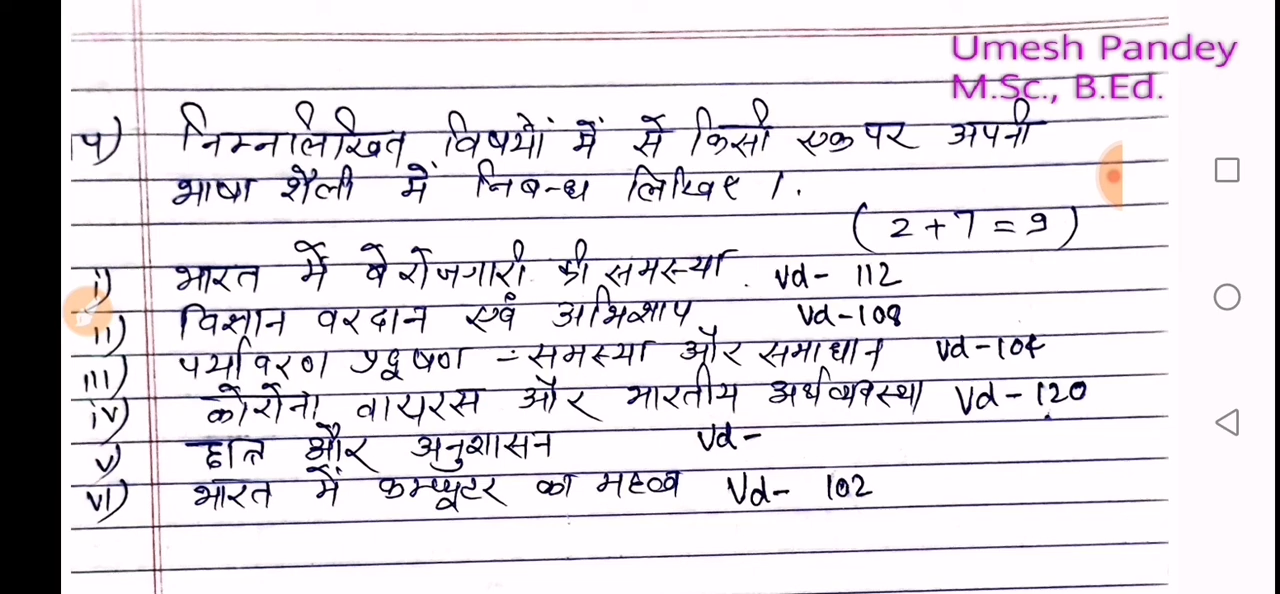 Umesh Pandey
M.Sc., B.Ed.
निम्नलिखित विषयों में से किसी एक पर अपनी
भाषा शैली में निबन्ध लिखिए ।
(2+7=9)
i) भारत में बेरोजगारी की समस्या Vd- 112
ii) विज्ञान वरदान एवं अभिशाप Vd-108
iii) पर्यावरण प्रदूषण - समस्या और समाधान Vd-104
iv) कोरोना वायरस और भारतीय अर्थव्यवस्था Vd-120
v) छात्र और अनुशासन Vd-
vi) भारत में कम्प्यूटर का महत्व Vd- 102